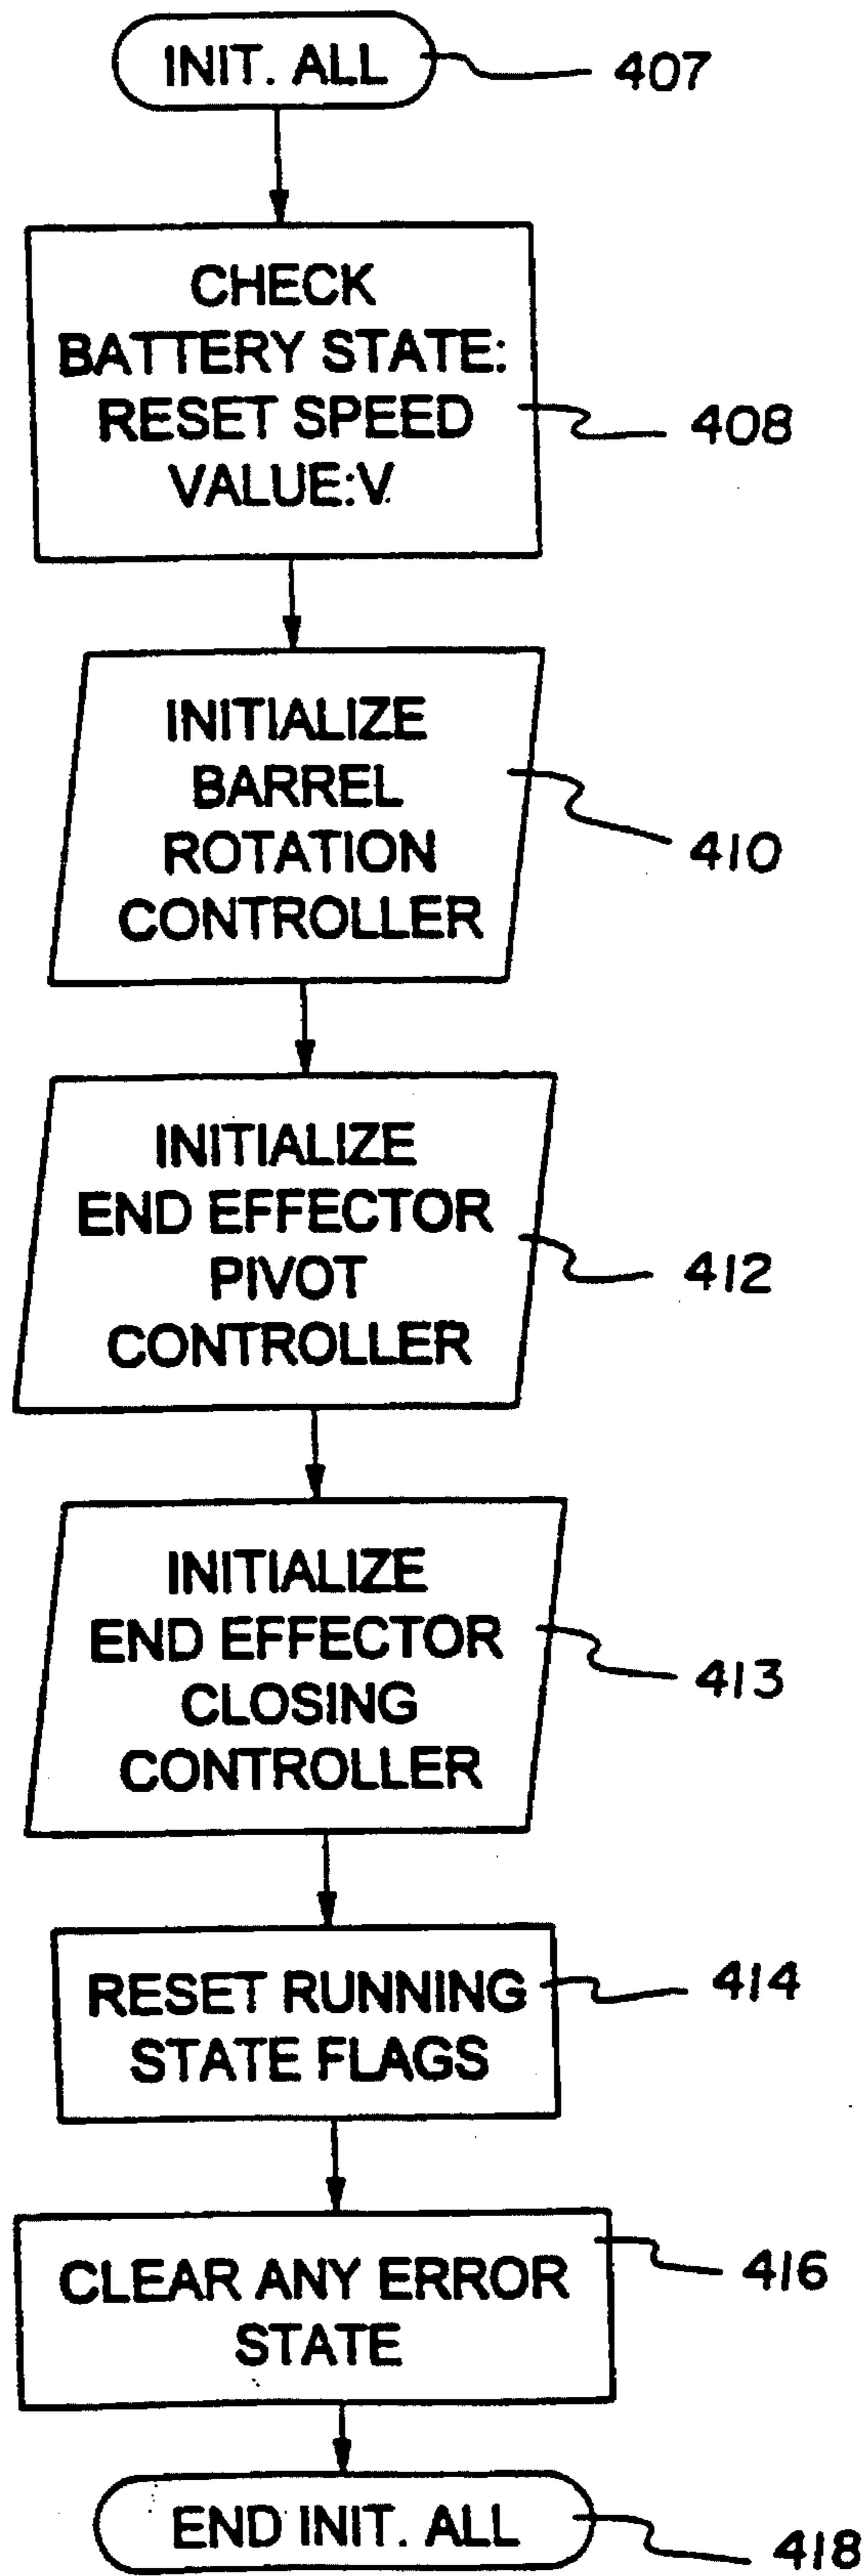 INIT. ALL
407
CHECK
BATTERY STATE:
RESET SPEED
VALUE:V
408
INITIALIZE
BARREL
ROTATION
CONTROLLER
410
INITIALIZE
END EFFECTOR
PIVOT
CONTROLLER
412
INITIALIZE
END EFFECTOR
CLOSING
CONTROLLER
413
RESET RUNNING
STATE FLAGS
414
CLEAR ANY ERROR
STATE
416
END INIT. ALL
418